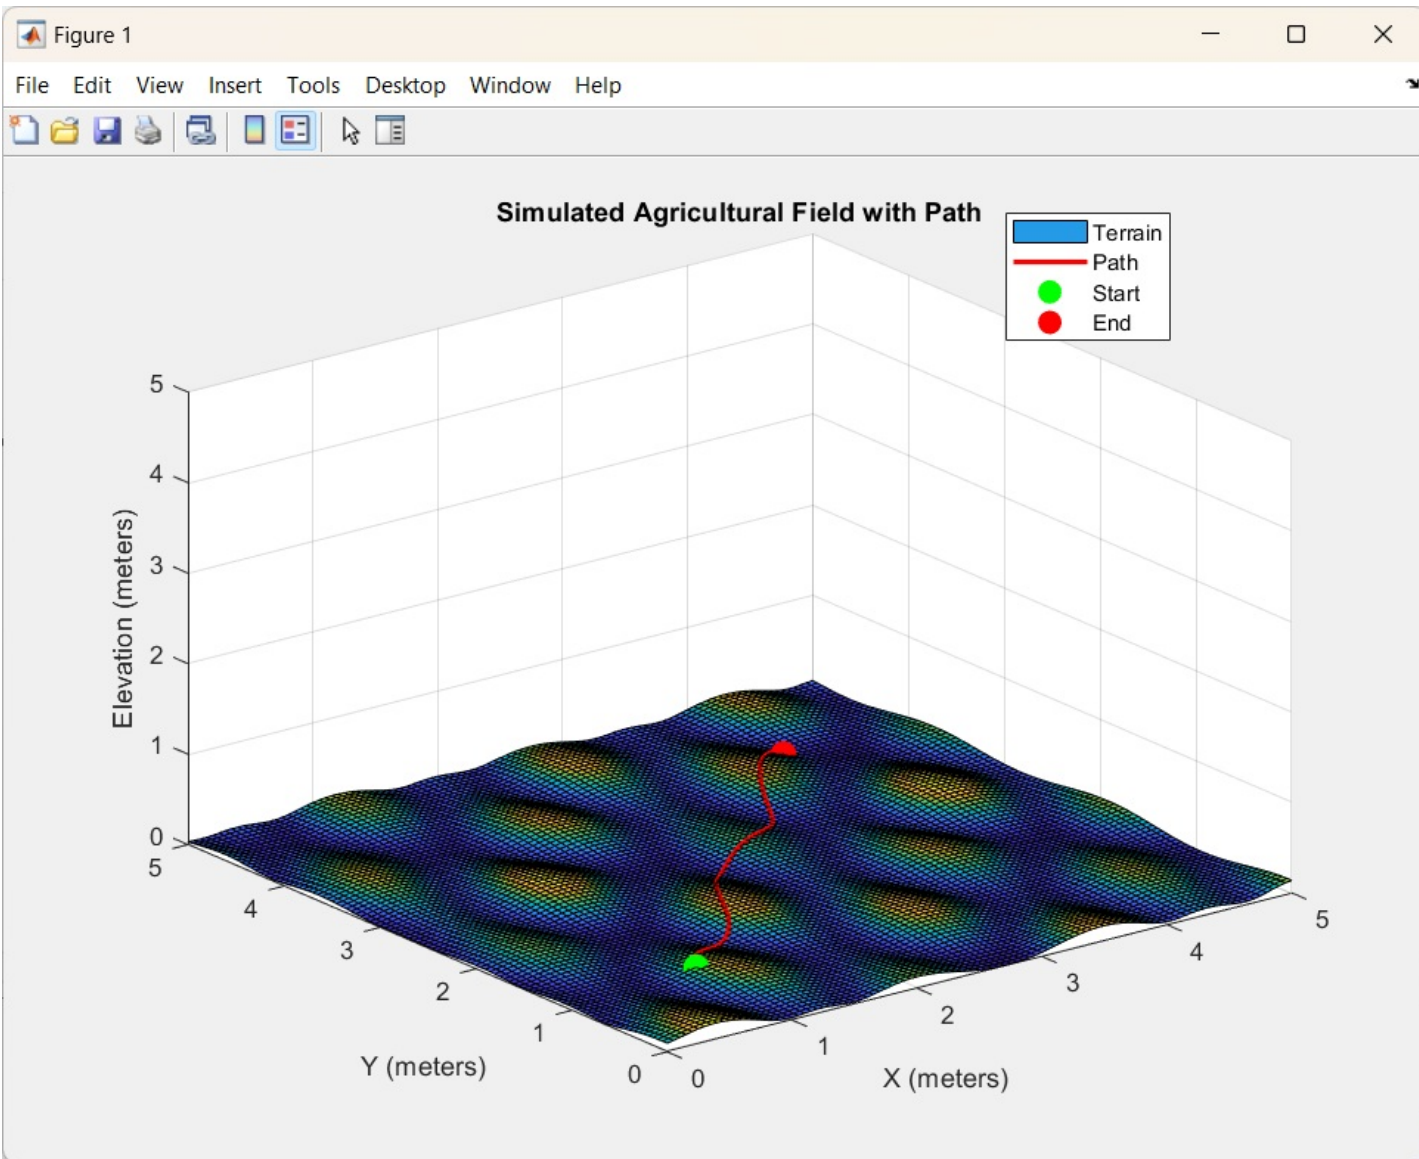 Figure 1
File Edit View Insert Tools Desktop Window Help
Simulated Agricultural Field with Path
Terrain
Path
Start
End
5
4
3
2
1
0
Elevation (meters)
5
4
3
2
1
0
Y (meters)
0
1
2
3
4
5
X (meters)